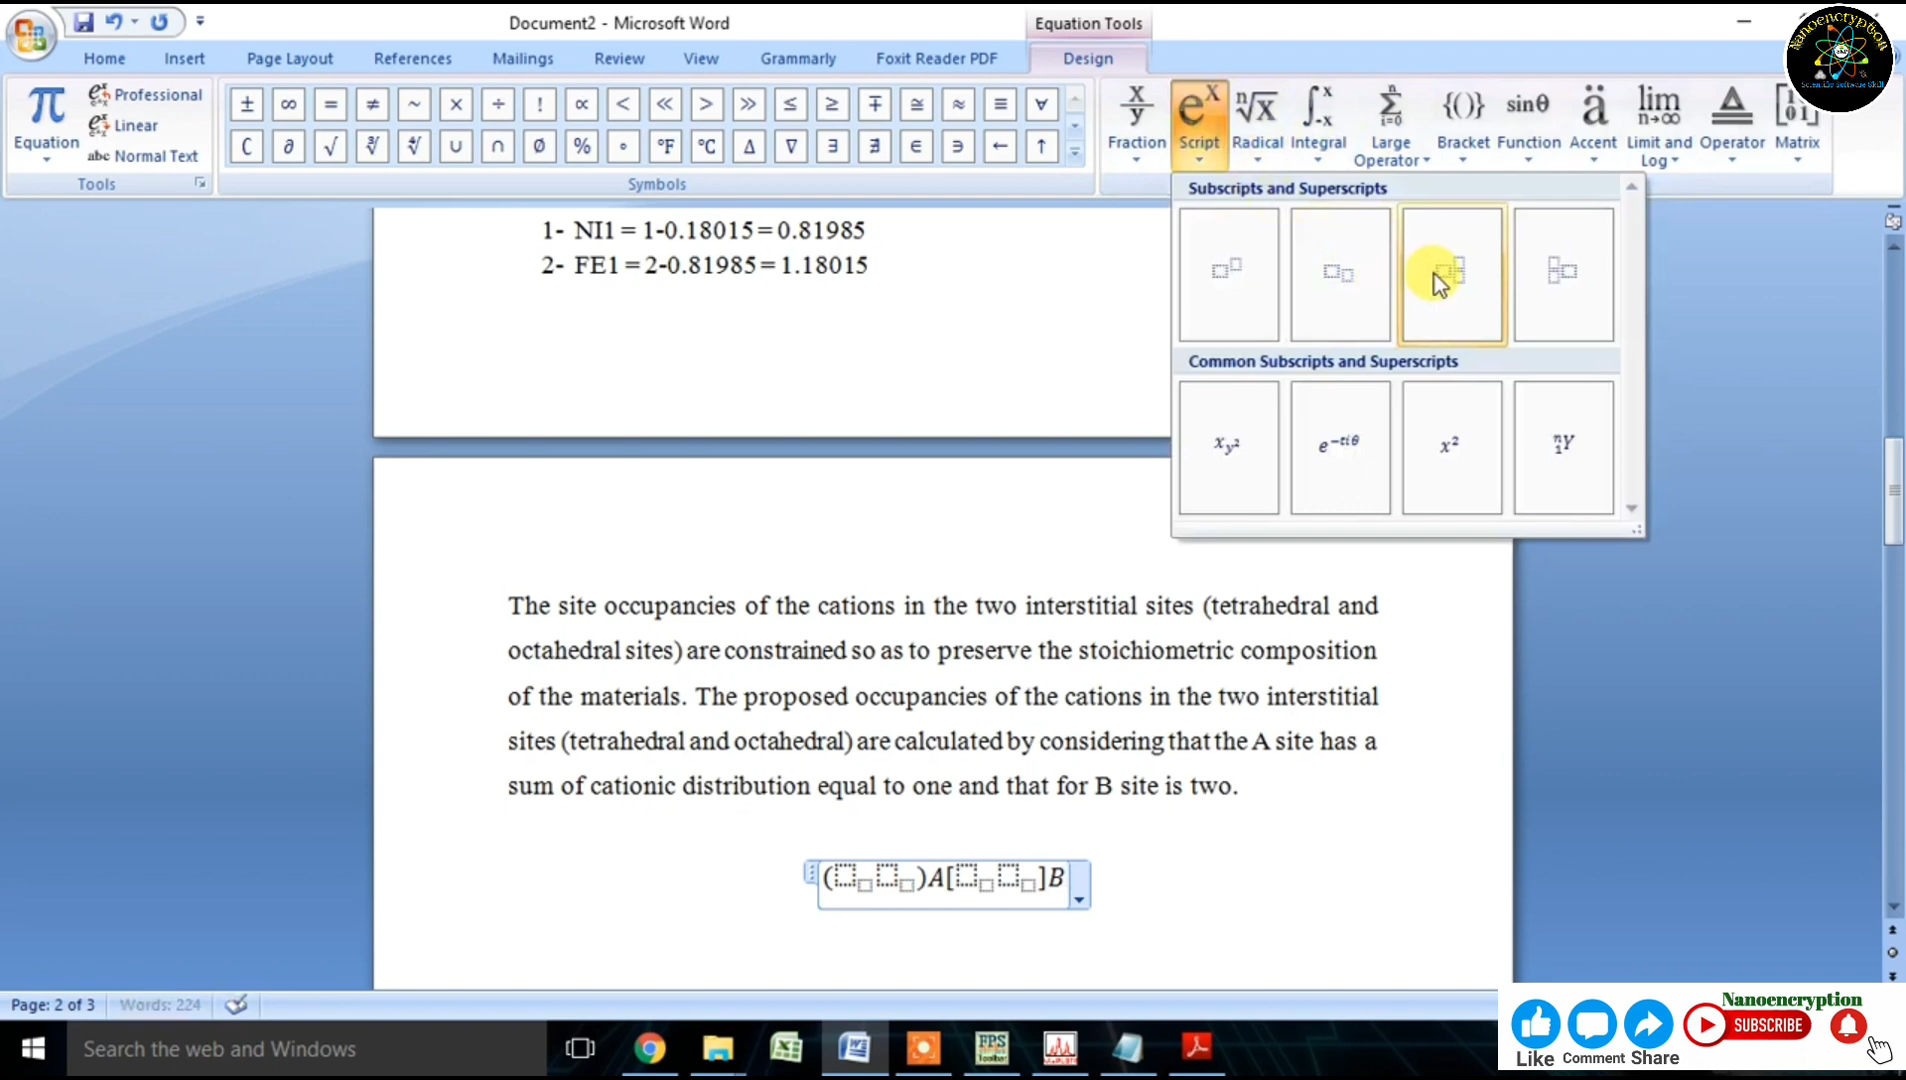 Document2 - Microsoft Word
Equation Tools
Nanoencryption
Scientific Software Skill
Home Insert Page Layout References Mailings Review View Grammarly Foxit Reader PDF Design
π Equation
Professional
Linear
abc Normal Text
Tools
± ∞ = ≠ ~ × ÷ ! ∝ < ≪ > ≫ ≤ ≥ ∓ ≅ ≈ ≡ ∀
∁ ∂ √ ∛ ∜ ∪ ∩ ∅ % ° °F °C ∆ ∇ ∃ ∄ ∈ ∋ ← ↑
Symbols
Fraction Script Radical Integral Large Operator Bracket Function Accent Limit and Log Operator Matrix
Subscripts and Superscripts
Common Subscripts and Superscripts
1- NI1 = 1-0.18015 = 0.81985
2- FE1 = 2-0.81985 = 1.18015
The site occupancies of the cations in the two interstitial sites (tetrahedral and
octahedral sites) are constrained so as to preserve the stoichiometric composition
of the materials. The proposed occupancies of the cations in the two interstitial
sites (tetrahedral and octahedral) are calculated by considering that the A site has a
sum of cationic distribution equal to one and that for B site is two.
( )A[ ]B
Page: 2 of 3 Words: 224
Search the web and Windows
FPS
Nanoencryption
SUBSCRIBE
Like Comment Share